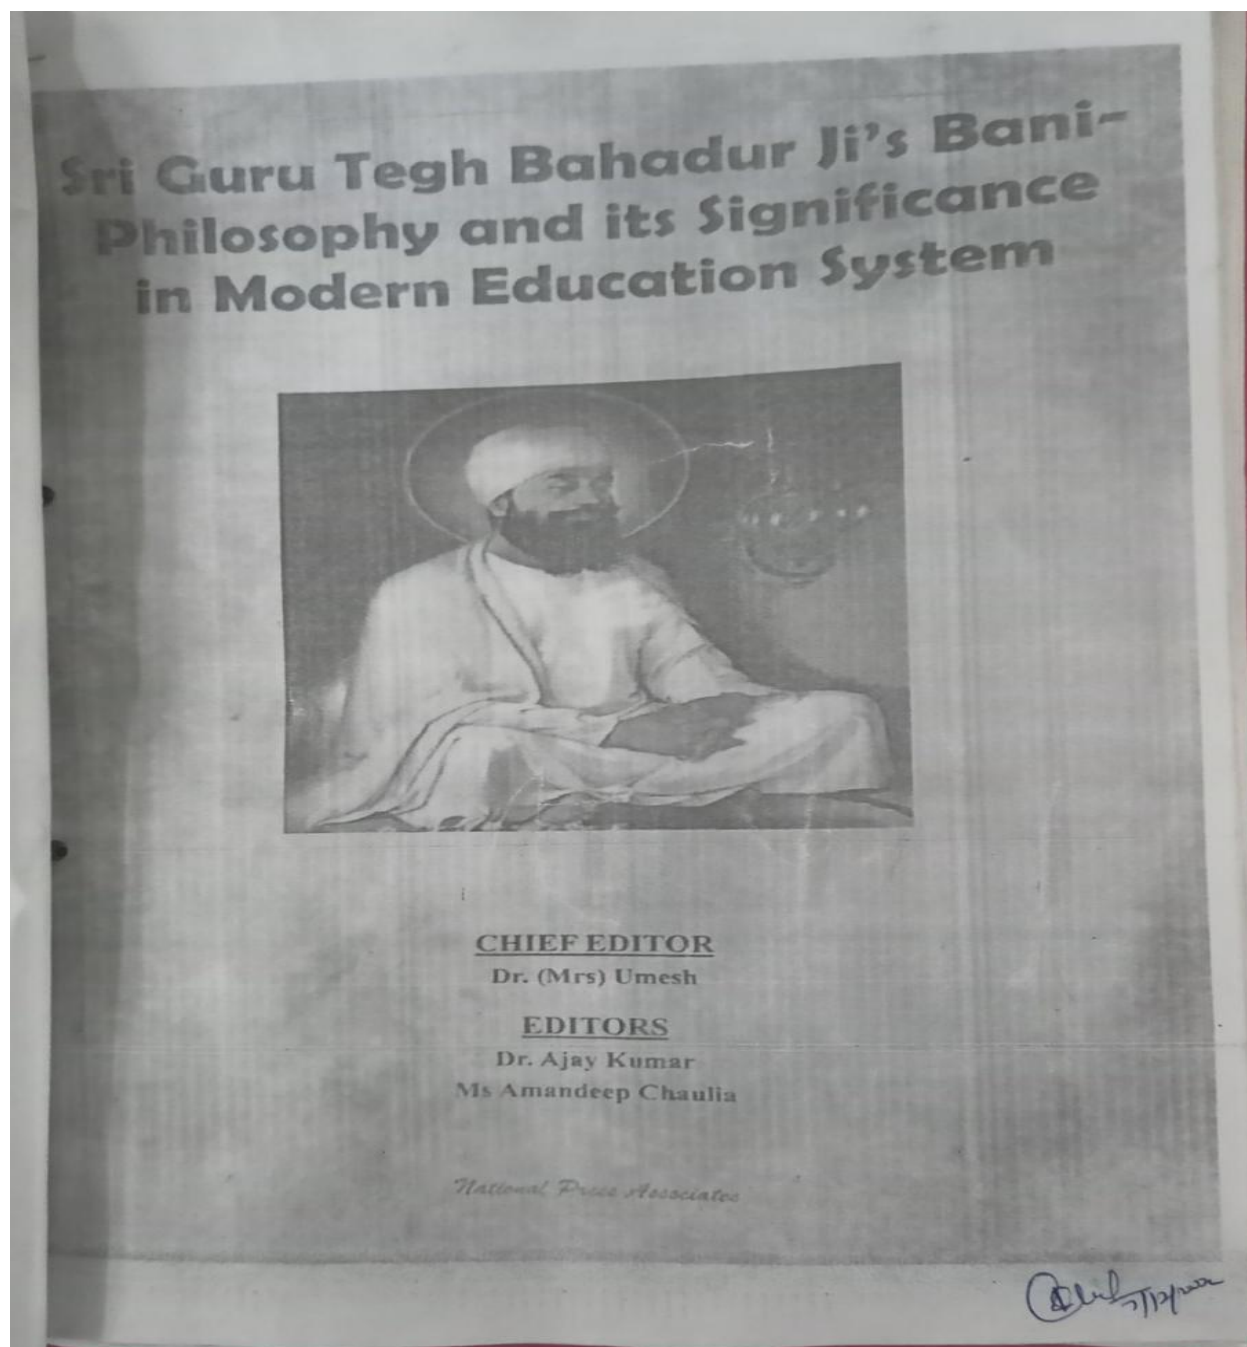 Sri Guru Tegh Bahadur Ji's Bani-
Philosophy and its Significance
in Modern Education System
CHIEF EDITOR
Dr. (Mrs) Umesh
EDITORS
Dr. Ajay Kumar
Ms Amandeep Chaulia
National Press Associates